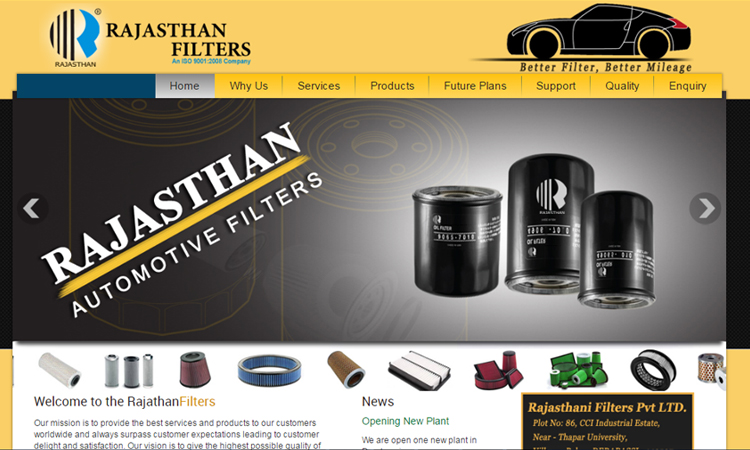 RAJASTHAN
RAJASTHAN
FILTERS
An ISO 9001:2008 Company
Better Filter, Better Mileage
Home
Why Us
Services
Products
Future Plans
Support
Quality
Enquiry
RAJASTHAN
AUTOMOTIVE FILTERS
RAJASTHAN
OIL FILTER
Welcome to the RajathanFilters
Our mission is to provide the best services and products to our customers
worldwide and always surpass customer expectations leading to customer
delight and satisfaction. Our vision is to give the highest possible quality of
News
Opening New Plant
We are open one new plant in
Rajasthani Filters Pvt LTD.
Plot No: 86, CCI Industrial Estate,
Near - Thapar University,